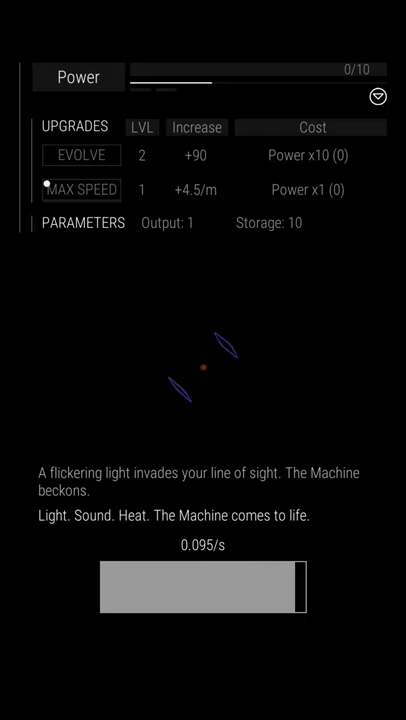 Power
0/10
UPGRADES LVL Increase Cost
EVOLVE 2 +90 Power x10 (0)
MAX SPEED 1 +4.5/m Power x1 (0)
PARAMETERS Output: 1 Storage: 10
A flickering light invades your line of sight. The Machine
beckons.
Light. Sound. Heat. The Machine comes to life.
0.095/s